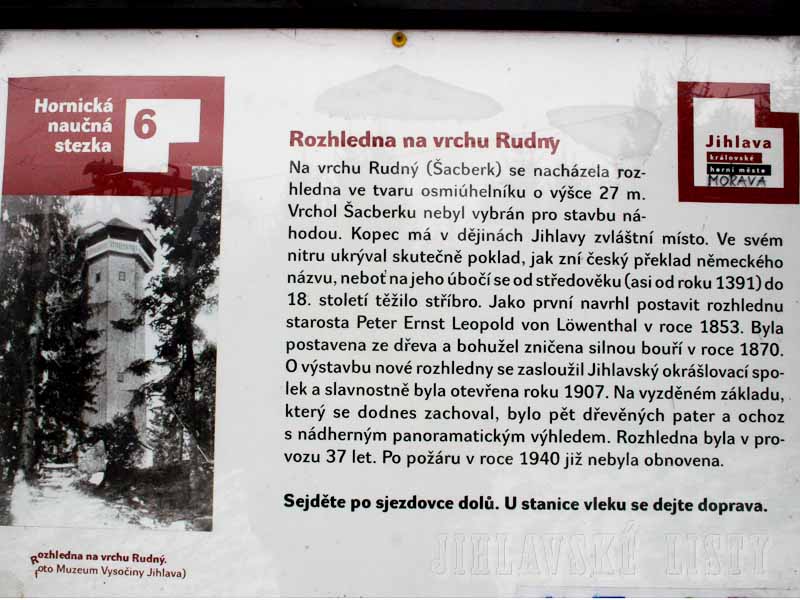 Hornická
naučná
stezka
6
Jihlava
královské
horní město
MORAVA
Rozhledna na vrchu Rudny
Na vrchu Rudný (Šacberk) se nacházela roz-
hledna ve tvaru osmiúhelníku o výšce 27 m.
Vrchol Šacberku nebyl vybrán pro stavbu ná-
hodou. Kopec má v dějinách Jihlavy zvláštní místo. Ve svém
nitru ukrýval skutečně poklad, jak zní český překlad německého
názvu, neboť na jeho úbočí se od středověku (asi od roku 1391) do
18. století těžilo stříbro. Jako první navrhl postavit rozhlednu
starosta Peter Ernst Leopold von Löwenthal v roce 1853. Byla
postavena ze dřeva a bohužel zničena silnou bouří v roce 1870.
O výstavbu nové rozhledny se zasloužil Jihlavský okrášlovací spo-
lek a slavnostně byla otevřena roku 1907. Na vyzděném základu,
který se dodnes zachoval, bylo pět dřevěných pater a ochoz
s nádherným panoramatickým výhledem. Rozhledna byla v pro-
vozu 37 let. Po požáru v roce 1940 již nebyla obnovena.
Sejděte po sjezdovce dolů. U stanice vleku se dejte doprava.
Rozhledna na vrchu Rudný.
foto Muzeum Vysočiny Jihlava)
JIHLAVSKÉ LISTY